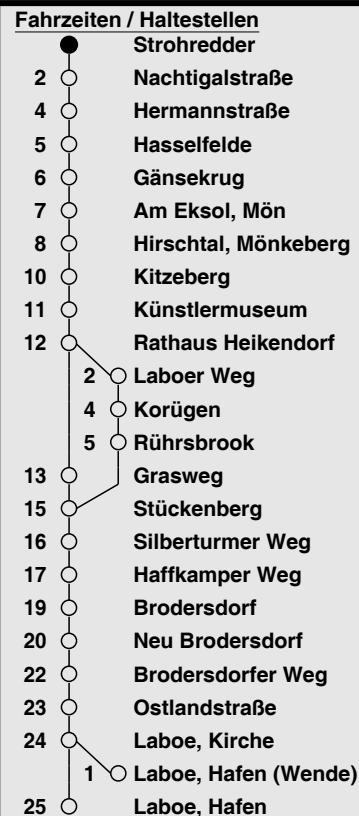 Fahrzeiten / Haltestellen
Strohredder
2 Nachtigalstraße
4 Hermannstraße
5 Hasselfelde
6 Gänsekrug
7 Am Eksol, Mön
8 Hirschtal, Mönkeberg
10 Kitzeberg
11 Künstlermuseum
12 Rathaus Heikendorf
2 Laboer Weg
4 Korügen
5 Rührsbrook
13 Grasweg
15 Stückenberg
16 Silberturmer Weg
17 Haffkamper Weg
19 Brodersdorf
20 Neu Brodersdorf
22 Brodersdorfer Weg
23 Ostlandstraße
24 Laboe, Kirche
1 Laboe, Hafen (Wende)
25 Laboe, Hafen